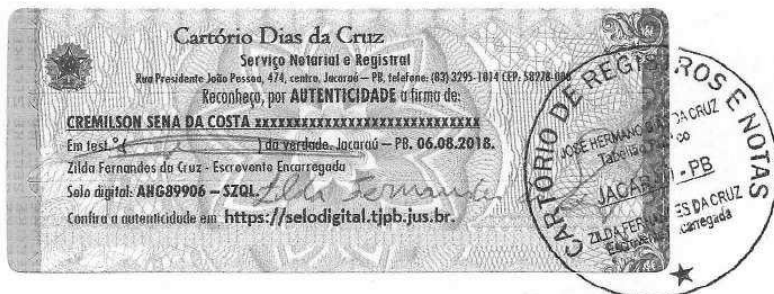 Cartório Dias da Cruz
Serviço Notarial e Registral
Rua Presidente João Pessoa, 474, centro, Jacaraú – PB, telefone: (83) 3295-1014 CEP: 58278-000
Reconheço, por AUTENTICIDADE a firma de:
CREMILSON SENA DA COSTA xxxxxxxxxxxxxxxxxxxxxxxxxxxxx
Em test.º ( ) da verdade. Jacaraú – PB. 06.08.2018.
Zilda Fernandes da Cruz - Escrevente Encarregada
Selo digital: AHG89906 – SZQL.
Zilda Fernandes
Confira a autenticidade em https://selodigital.tjpb.jus.br.
CARTÓRIO DE REGISTROS E NOTAS
JOSÉ HERMANO DA CRUZ
JACARAÚ - PB
ZILDA FERNANDES DA CRUZ